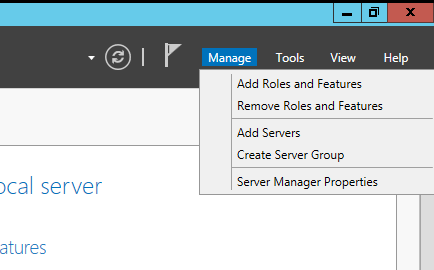 Manage Tools View Help
Add Roles and Features
Remove Roles and Features
Add Servers
Create Server Group
Server Manager Properties
ocal server
atures